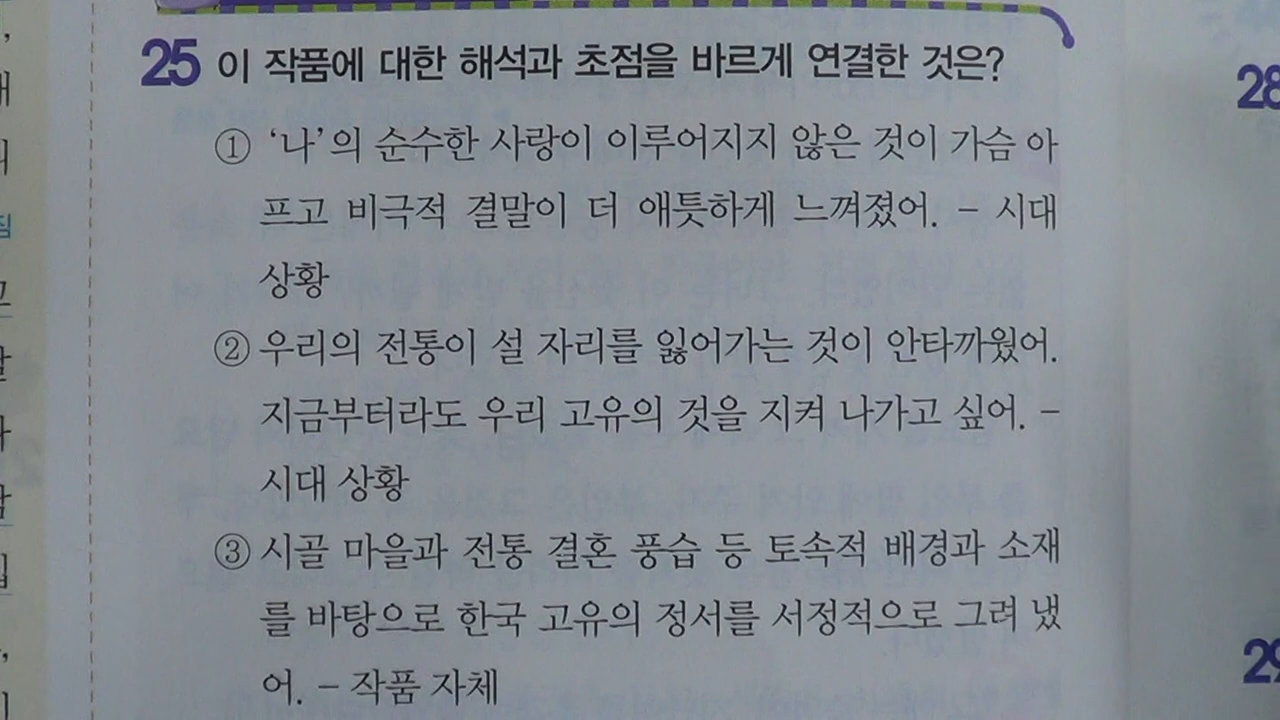 25 이 작품에 대한 해석과 초점을 바르게 연결한 것은?
① ‘나’의 순수한 사랑이 이루어지지 않은 것이 가슴 아
프고 비극적 결말이 더 애틋하게 느껴졌어. – 시대
상황
② 우리의 전통이 설 자리를 잃어가는 것이 안타까웠어.
지금부터라도 우리 고유의 것을 지켜 나가고 싶어. –
시대 상황
③ 시골 마을과 전통 결혼 풍습 등 토속적 배경과 소재
를 바탕으로 한국 고유의 정서를 서정적으로 그려 냈
어. – 작품 자체
28
29